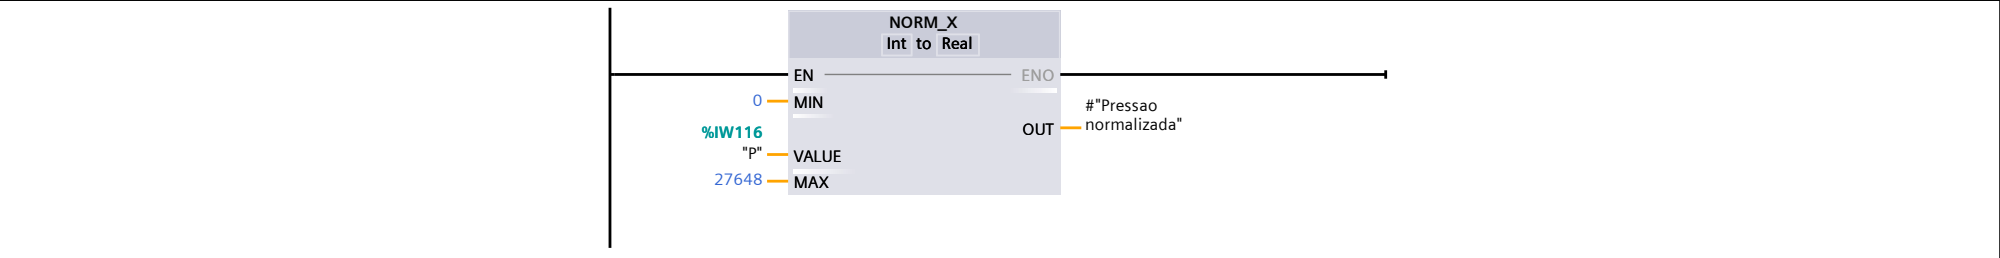 NORM_X
Int to Real
EN
ENO
0
MIN
#"Pressao
normalizada"
OUT
%IW116
"P"
VALUE
27648
MAX